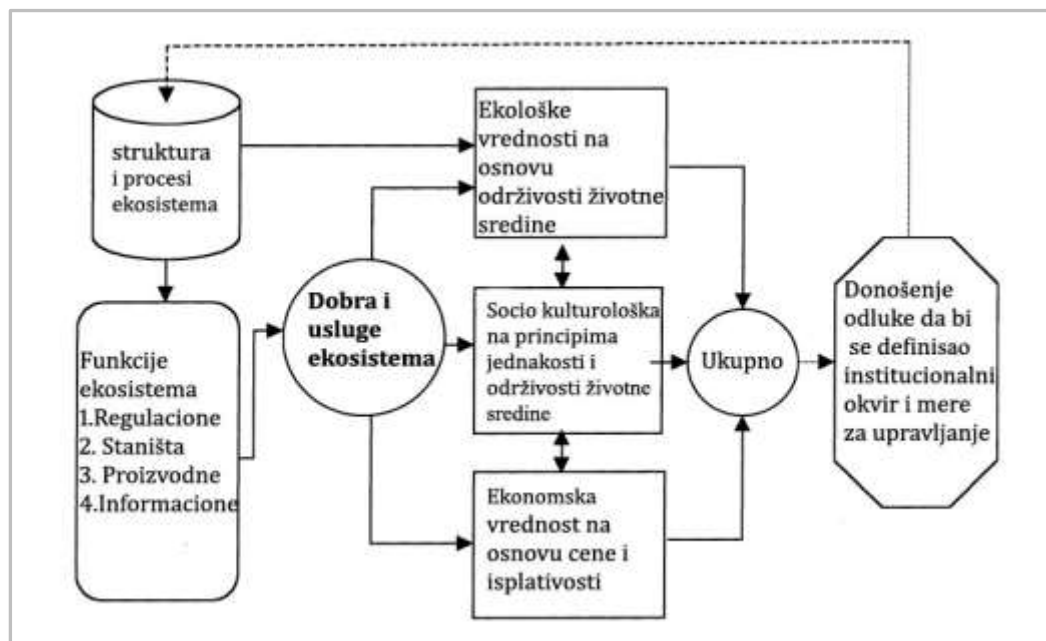 struktura
i procesi
ekosistema
Funkcije
ekosistema
1.Regulacione
2. Staništa
3. Proizvodne
4.Informacione
Dobra i
usluge
ekosistema
Ekološke
vrednosti na
osnovu
održivosti životne
sredine
Socio kulturološka
na principima
jednakosti i
održivosti životne
sredine
Ekonomska
vrednost na
osnovu cene i
isplativosti
Ukupno
Donošenje
odluke da bi
se definisao
institucionalni
okvir i mere
za upravljanje